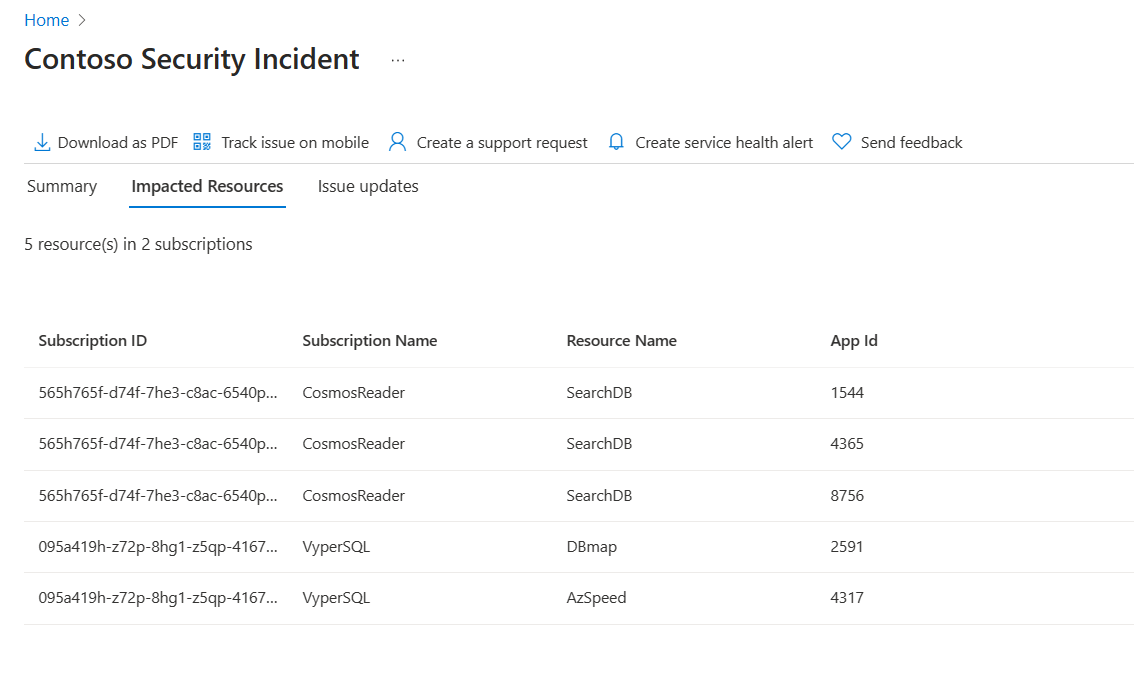 Home
Contoso Security Incident ...
Download as PDF Track issue on mobile Create a support request Create service health alert Send feedback
Summary Impacted Resources Issue updates
5 resource(s) in 2 subscriptions
Subscription ID Subscription Name Resource Name App Id
565h765f-d74f-7he3-c8ac-6540p... CosmosReader SearchDB 1544
565h765f-d74f-7he3-c8ac-6540p... CosmosReader SearchDB 4365
565h765f-d74f-7he3-c8ac-6540p... CosmosReader SearchDB 8756
095a419h-z72p-8hg1-z5qp-4167... VyperSQL DBmap 2591
095a419h-z72p-8hg1-z5qp-4167... VyperSQL AzSpeed 4317